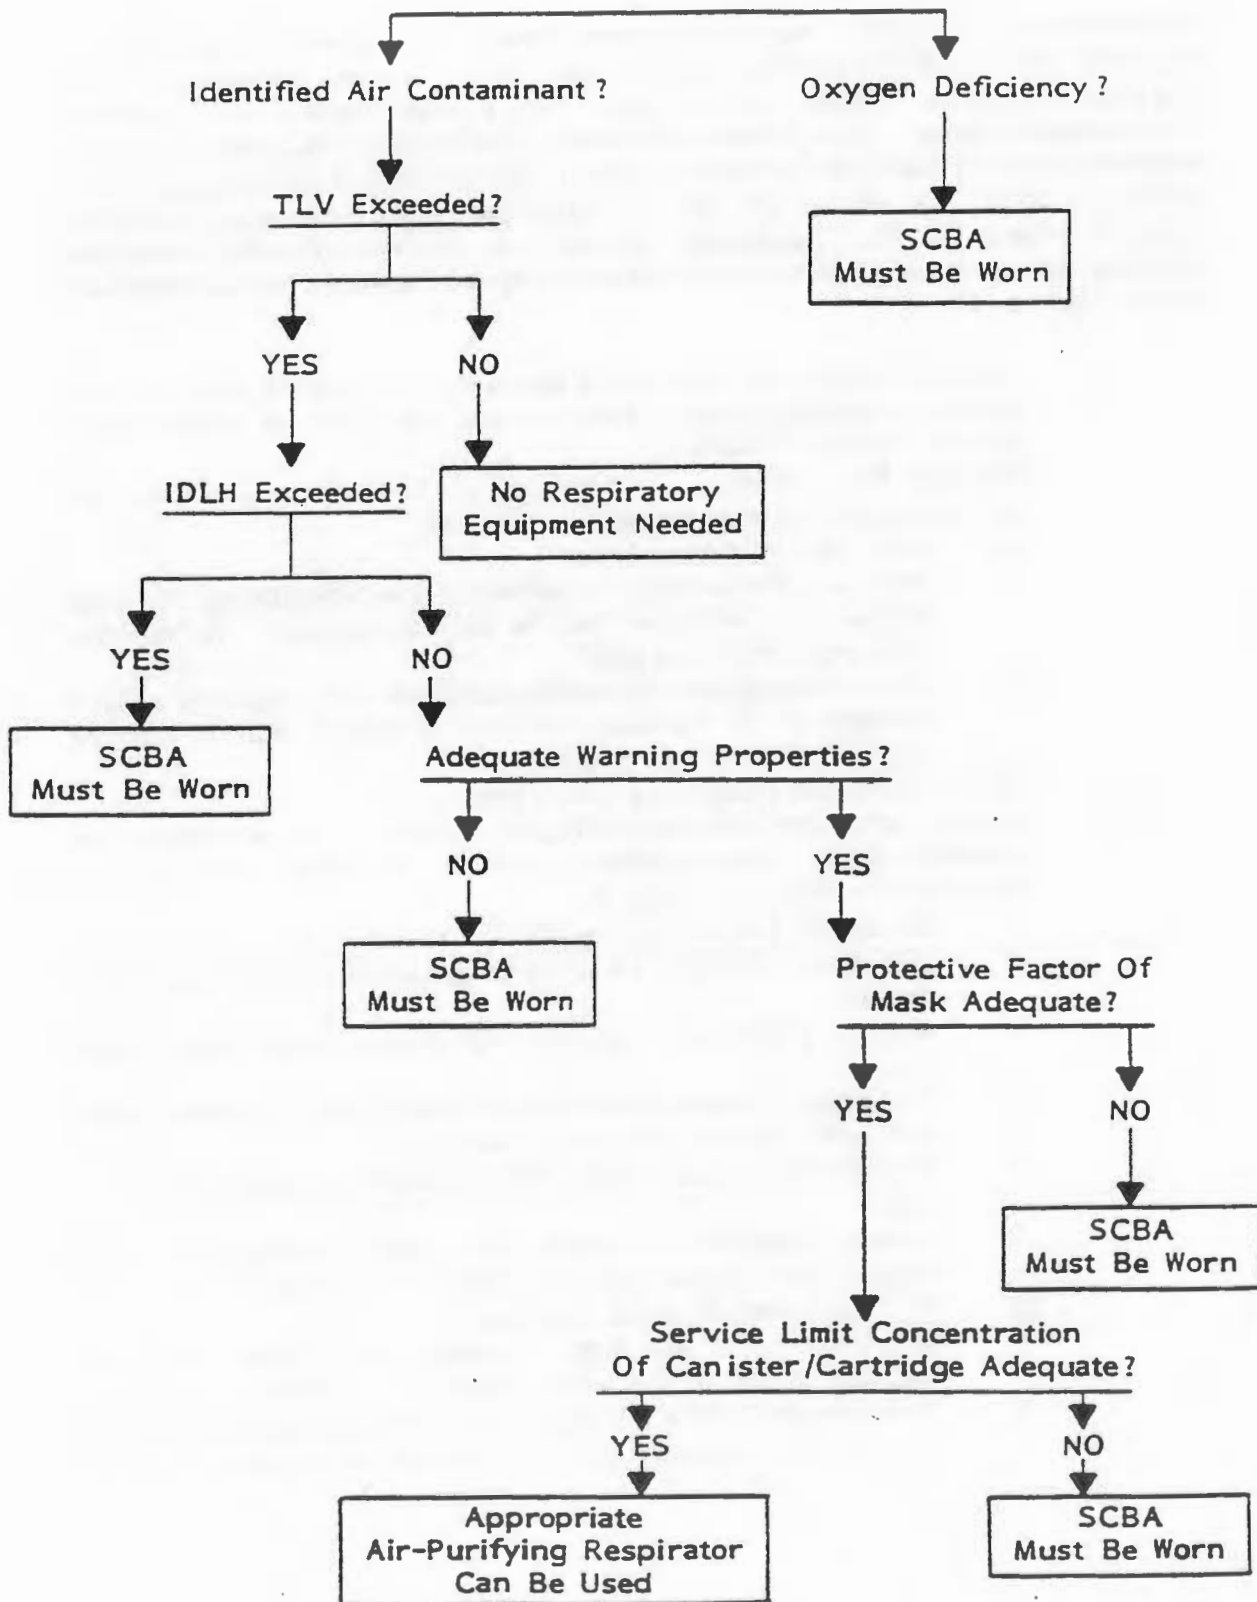 Identified Air Contaminant?
Oxygen Deficiency?
TLV Exceeded?
SCBA
Must Be Worn
YES
NO
IDLH Exceeded?
No Respiratory
Equipment Needed
YES
NO
SCBA
Must Be Worn
Adequate Warning Properties?
NO
YES
SCBA
Must Be Worn
Protective Factor Of
Mask Adequate?
YES
NO
SCBA
Must Be Worn
Service Limit Concentration
Of Canister/Cartridge Adequate?
YES
NO
Appropriate
Air-Purifying Respirator
Can Be Used
SCBA
Must Be Worn